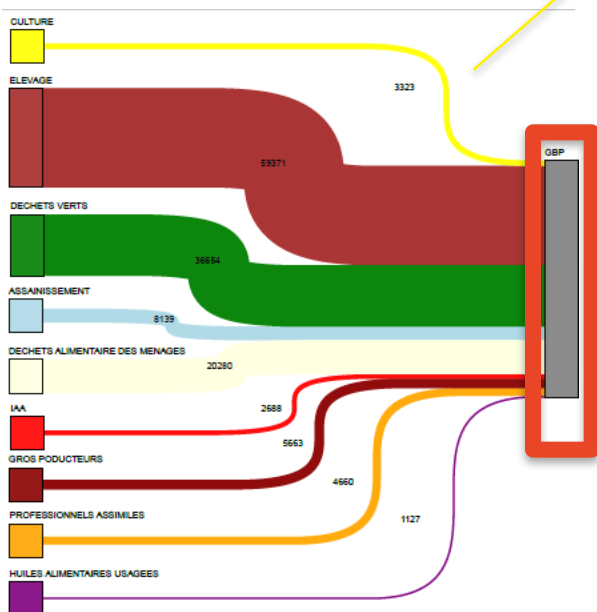 CULTURE
3323
ELEVAGE
59371
GBP
DECHETS VERTS
36654
ASSAINISSEMENT
8139
DECHETS ALIMENTAIRE DES MENAGES
20280
IAA
2688
GROS PODUCTEURS
5663
4660
PROFESSIONNELS ASSIMILES
1127
HUILES ALIMENTAIRES USAGEES